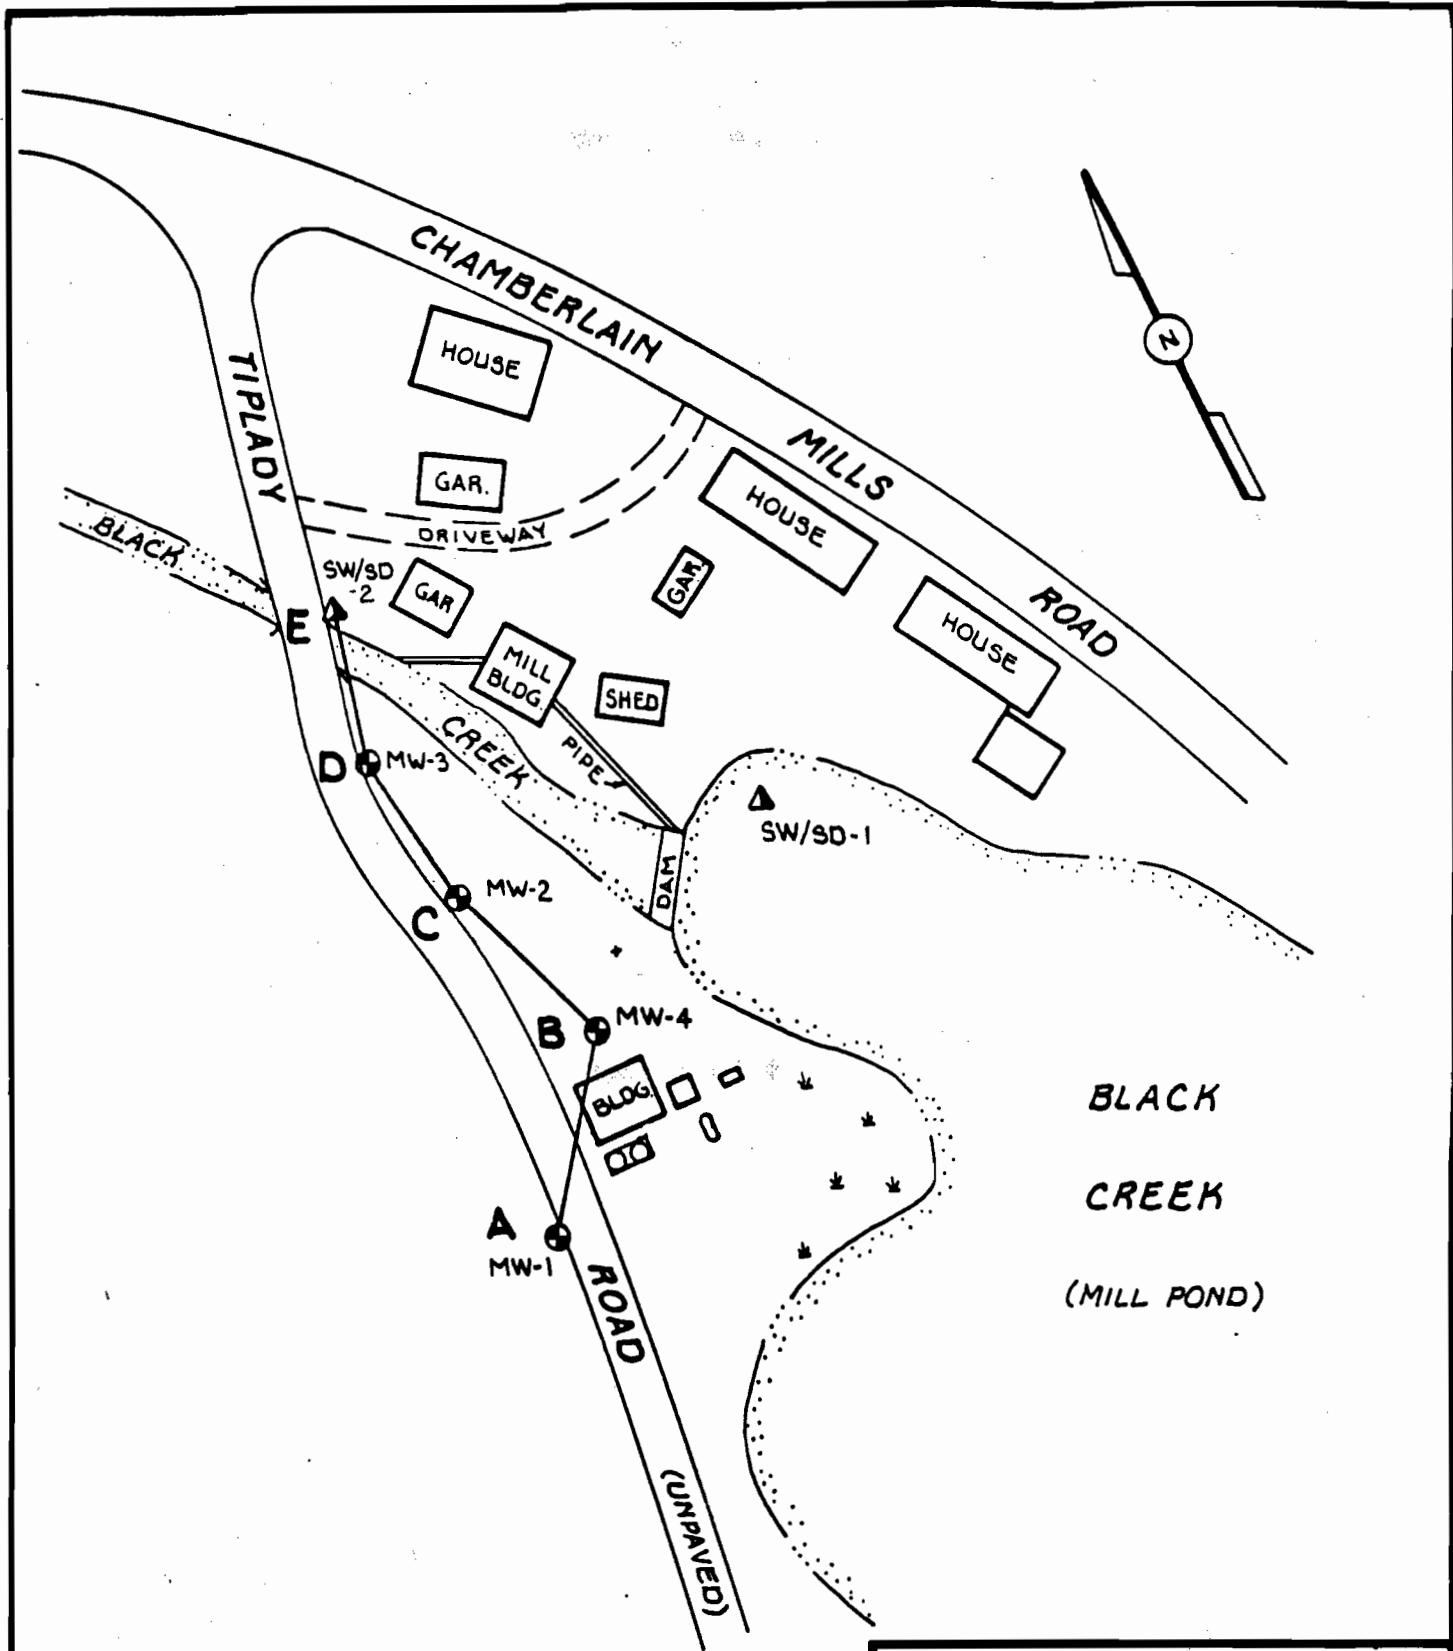 CHAMBERLAIN
MILLS
ROAD
HOUSE
TIPLADY
GAR.
DRIVEWAY
HOUSE
BLACK
SW/SD
-2
GAR
GAR.
E
MILL
BLDG.
SHED
HOUSE
CREEK
PIPE
D
MW-3
SW/SD-1
DAM
C
MW-2
B
MW-4
BLDG.
BLACK
CREEK
(MILL POND)
A
MW-1
ROAD
(UNPAVED)
N